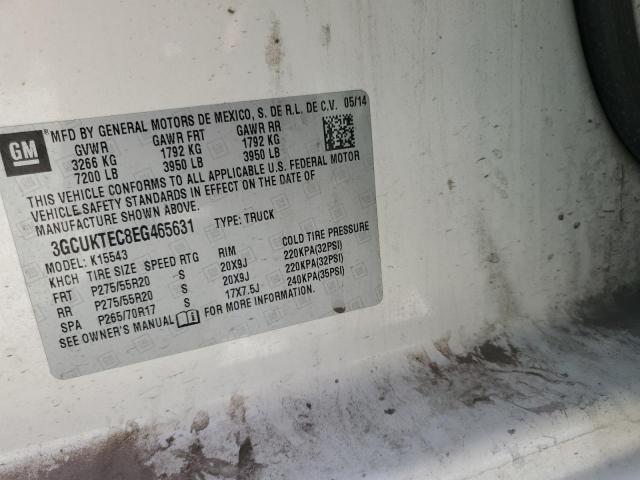 GM ® MFD BY GENERAL MOTORS DE MEXICO, S. DE R.L. DE C.V. 05/14
GVWR GAWR FRT GAWR RR
3266 KG 1792 KG 1792 KG
7200 LB 3950 LB 3950 LB
THIS VEHICLE CONFORMS TO ALL APPLICABLE U.S. FEDERAL MOTOR
VEHICLE SAFETY STANDARDS IN EFFECT ON THE DATE OF
MANUFACTURE SHOWN ABOVE.
3GCUKTEC8EG465631 TYPE: TRUCK
MODEL: K15543
KHCH TIRE SIZE SPEED RTG RIM COLD TIRE PRESSURE
FRT P275/55R20 S 20X9J 220KPA(32PSI)
RR P275/55R20 S 20X9J 220KPA(32PSI)
SPA P265/70R17 S 17X7.5J 240KPA(35PSI)
SEE OWNER'S MANUAL FOR MORE INFORMATION